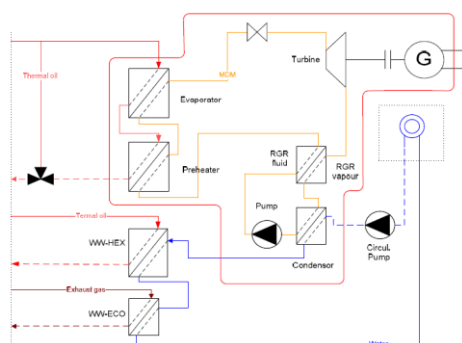 Thermal oil
Evaporator
MDM
Turbine
G
Preheater
RGR
fluid
RGR
vapour
Termal oil
WW-HEX
Pump
Condensor
Circul.
Pump
Exhaust gas
WW-ECO